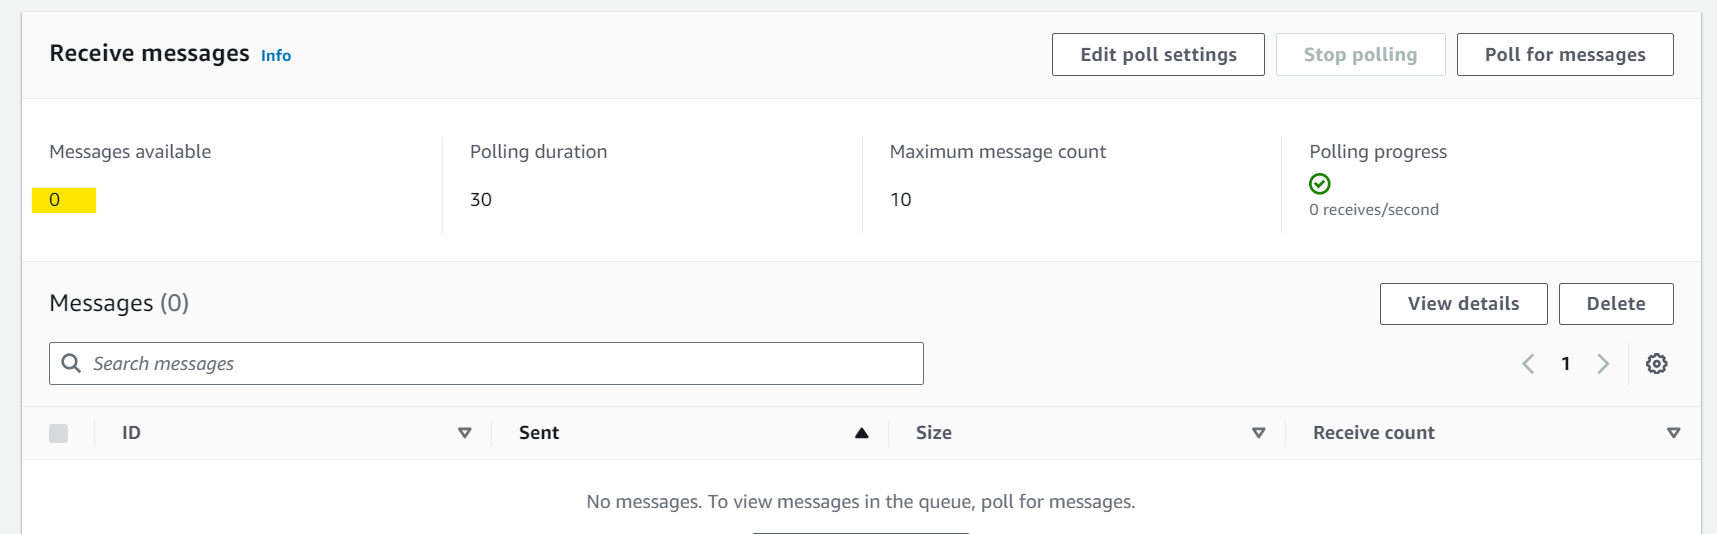 Receive messages Info
Edit poll settings Stop polling Poll for messages
Messages available Polling duration Maximum message count Polling progress
0 30 10
0 receives/second
Messages (0)
View details Delete
Search messages 1
ID Sent Size Receive count
No messages. To view messages in the queue, poll for messages.